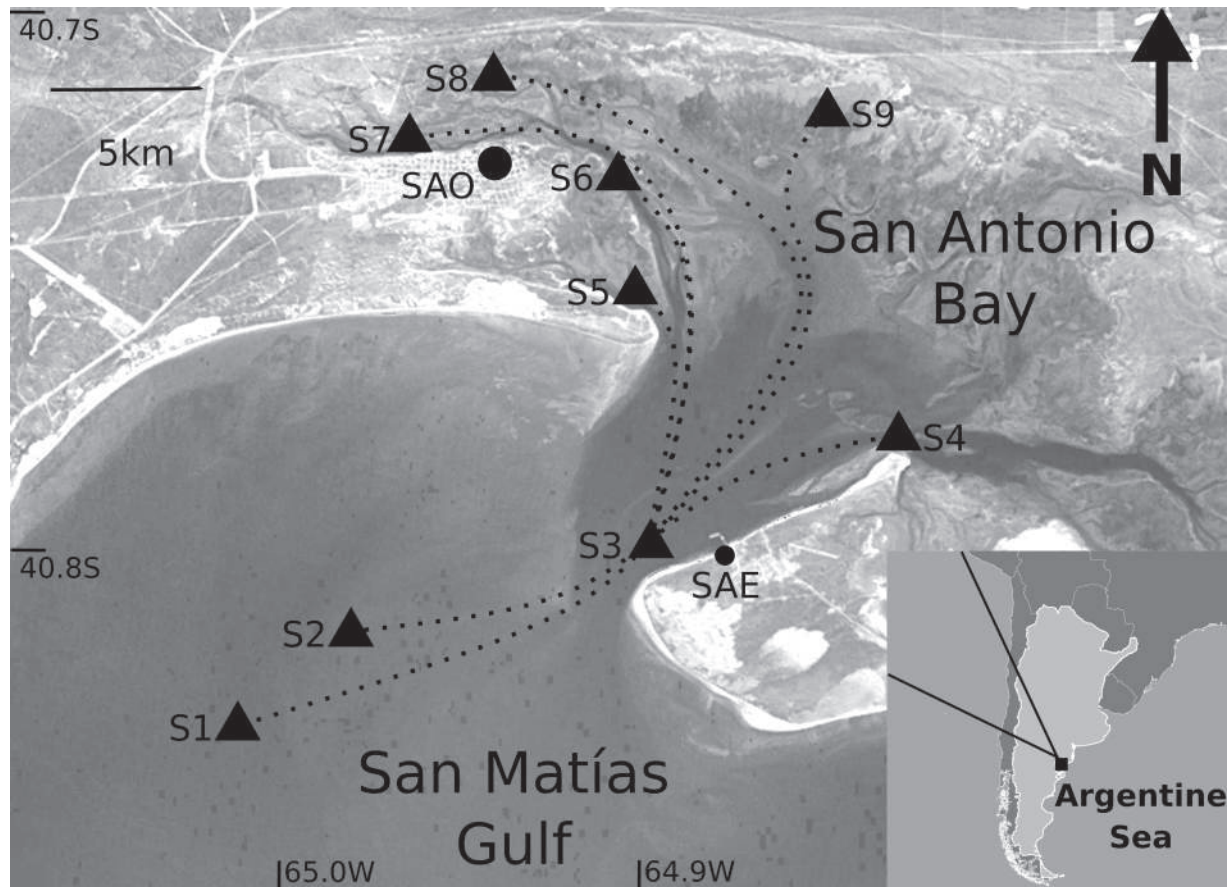 40.7S
S8
S9
5km
S7
SAO
S6
N
San Antonio
Bay
S5
S4
S3
40.8S
SAE
S2
S1
San Matías
Gulf
Argentine
Sea
65.0W
64.9W